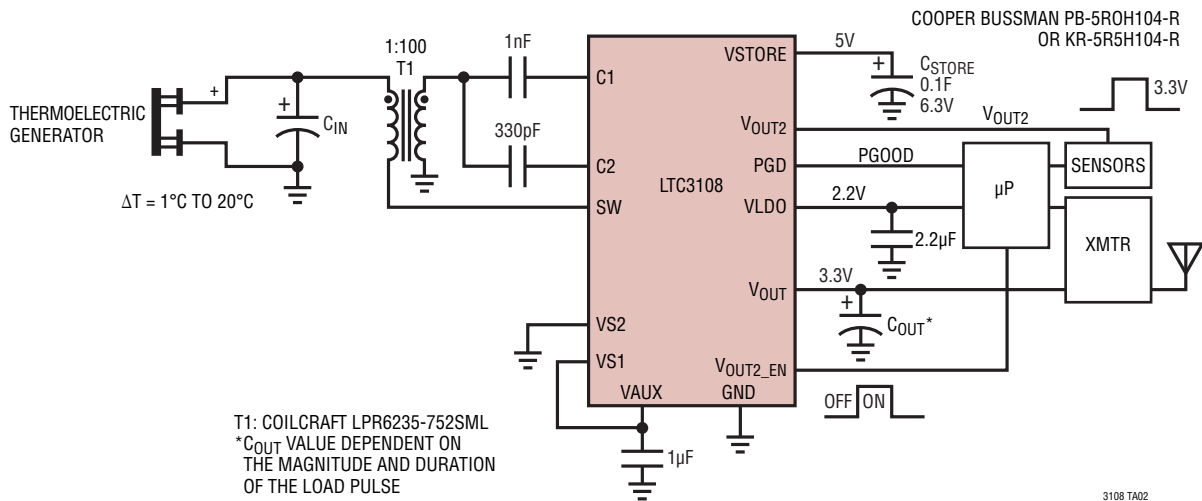 COOPER BUSSMAN PB-5ROH104-R
OR KR-5R5H104-R
1:100
T1
1nF
VSTORE
5V
+
CSTORE
0.1F
6.3V
3.3V
THERMOELECTRIC
GENERATOR
+
+
CIN
C1
330pF
C2
SW
LTC3108
VOUT2
VOUT2
PGD
PGOOD
VLDO
2.2V
2.2µF
µP
SENSORS
XMTR
∆T = 1°C TO 20°C
VOUT
3.3V
+
COUT*
VS2
VS1
VAUX
GND
VOUT2_EN
OFF ON
1µF
T1: COILCRAFT LPR6235-752SML
*COUT VALUE DEPENDENT ON
THE MAGNITUDE AND DURATION
OF THE LOAD PULSE
3108 TA02